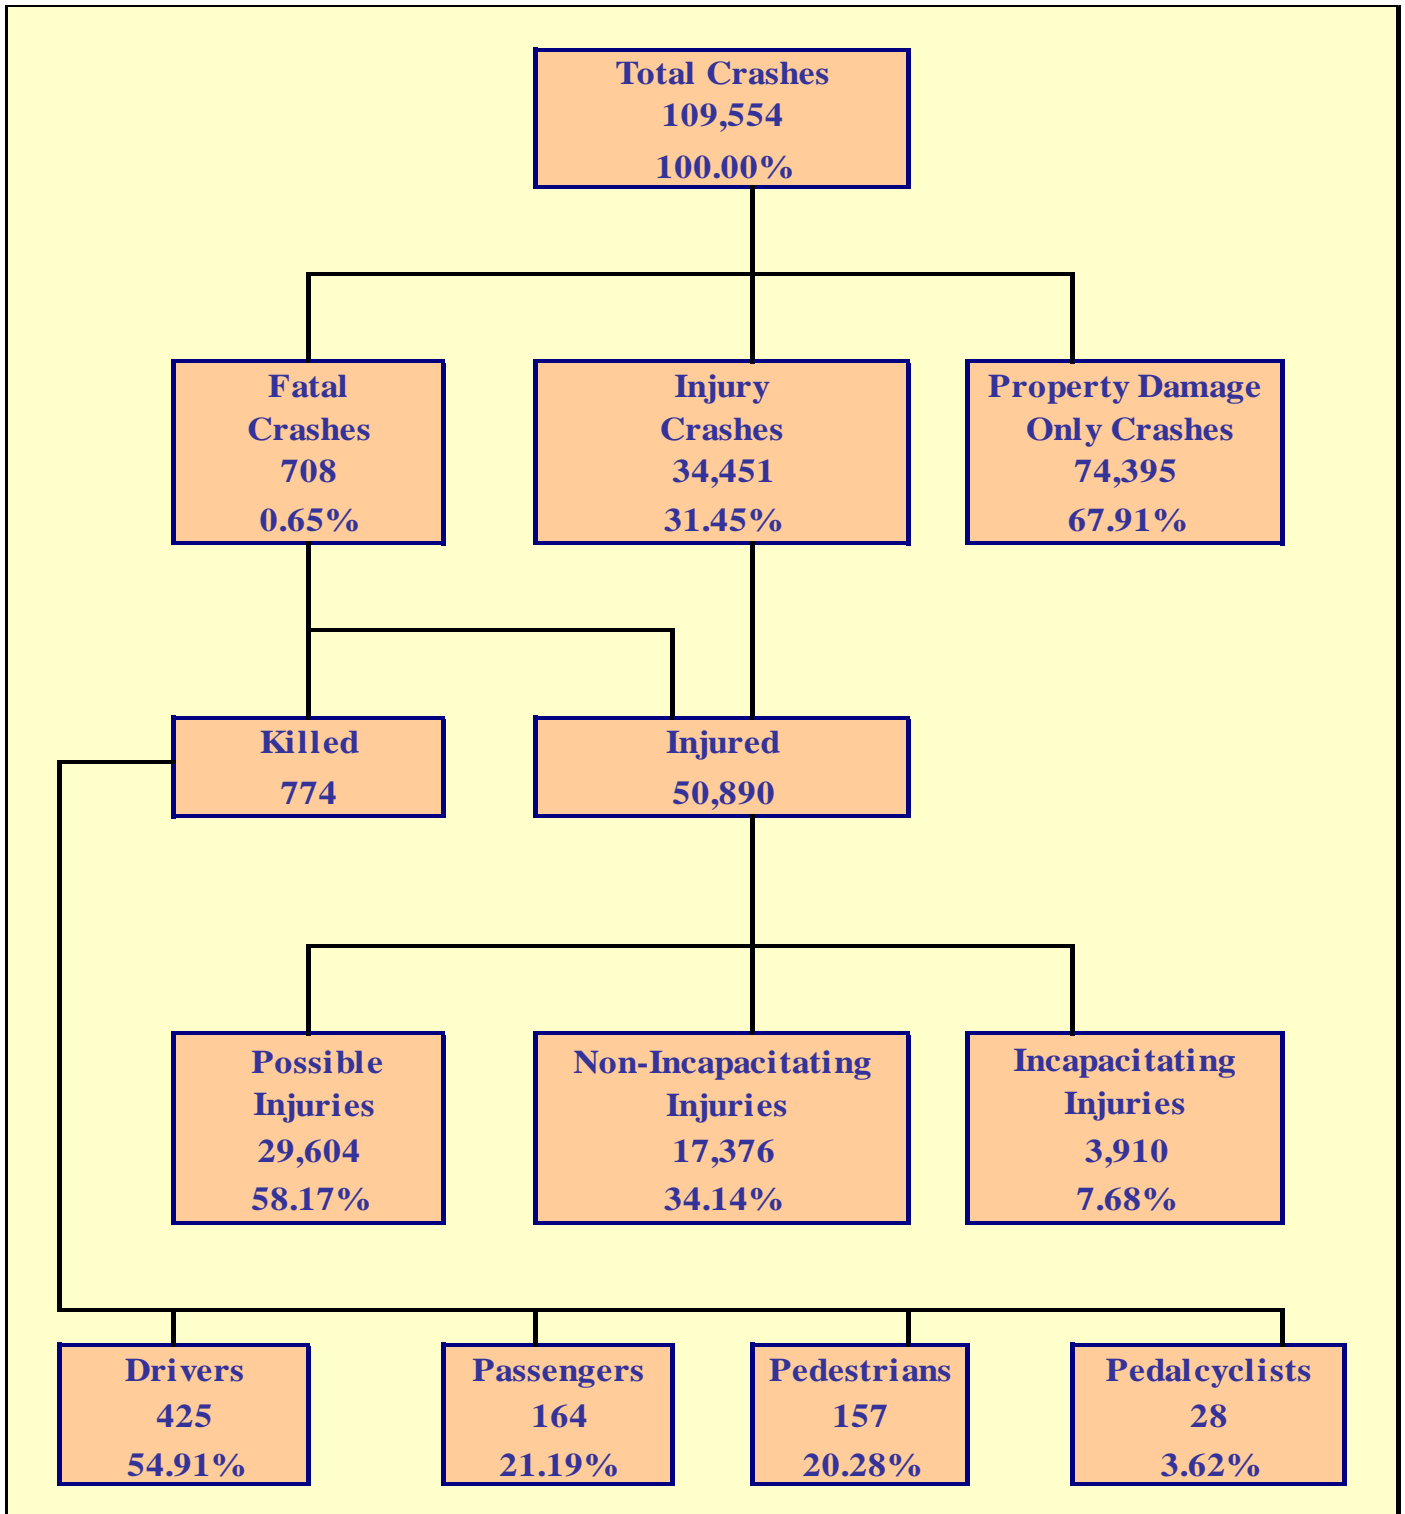 Total Crashes
109,554
100.00%
Fatal
Crashes
708
0.65%
Injury
Crashes
34,451
31.45%
Property Damage
Only Crashes
74,395
67.91%
Killed
774
Injured
50,890
Possible
Injuries
29,604
58.17%
Non-Incapacitating
Injuries
17,376
34.14%
Incapacitating
Injuries
3,910
7.68%
Drivers
425
54.91%
Passengers
164
21.19%
Pedestrians
157
20.28%
Pedalcyclists
28
3.62%